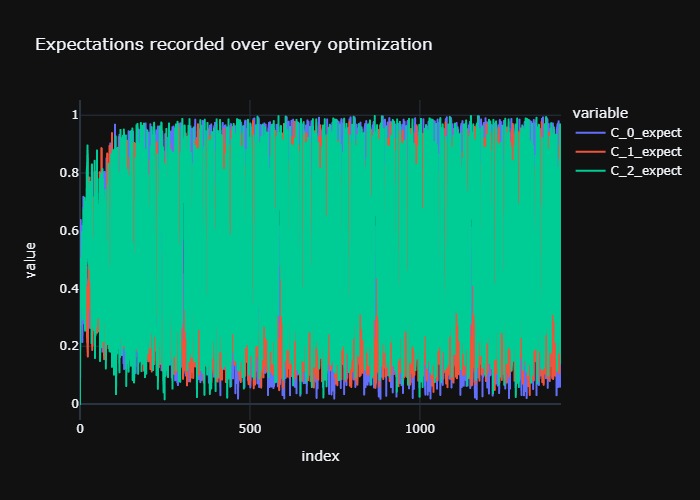 Expectations recorded over every optimization
variable
C_0_expect
C_1_expect
C_2_expect
value
1
0.8
0.6
0.4
0.2
0
0 500 1000
index